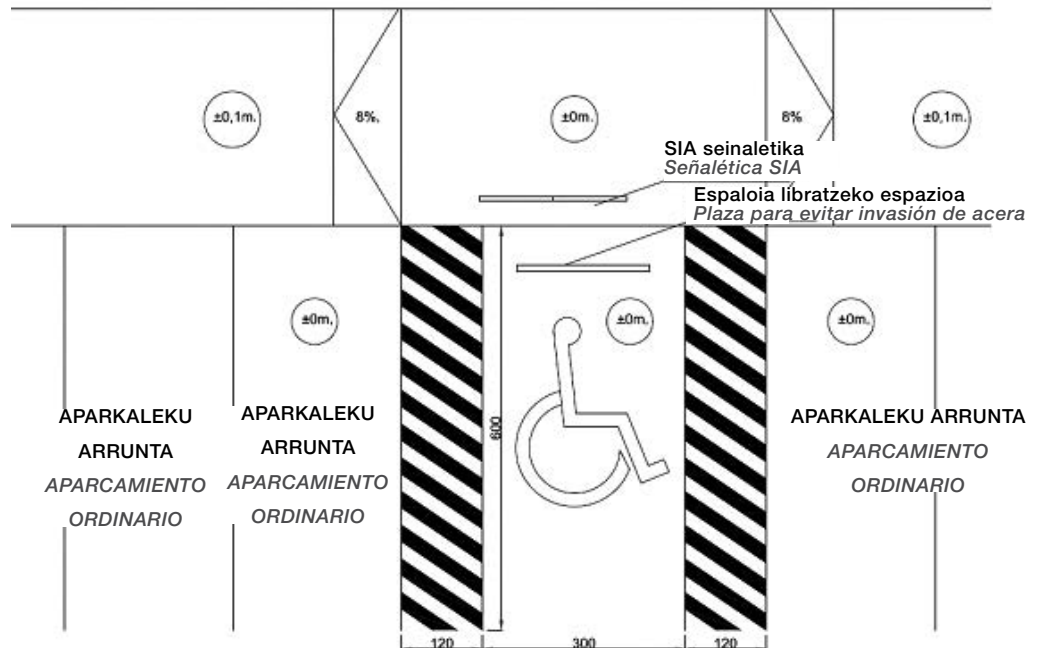 ±0,1m.
8%.
±0m.
8%
±0,1m.
SIA seinaletika
Señalética SIA
Espaloia libratzeko espazioa
Plaza para evitar invasión de acera
±0m.
±0m.
±0m.
APARKALEKU
ARRUNTA
APARCAMIENTO
ORDINARIO
APARKALEKU
ARRUNTA
APARCAMIENTO
ORDINARIO
600
APARKALEKU ARRUNTA
APARCAMIENTO
ORDINARIO
120
300
120